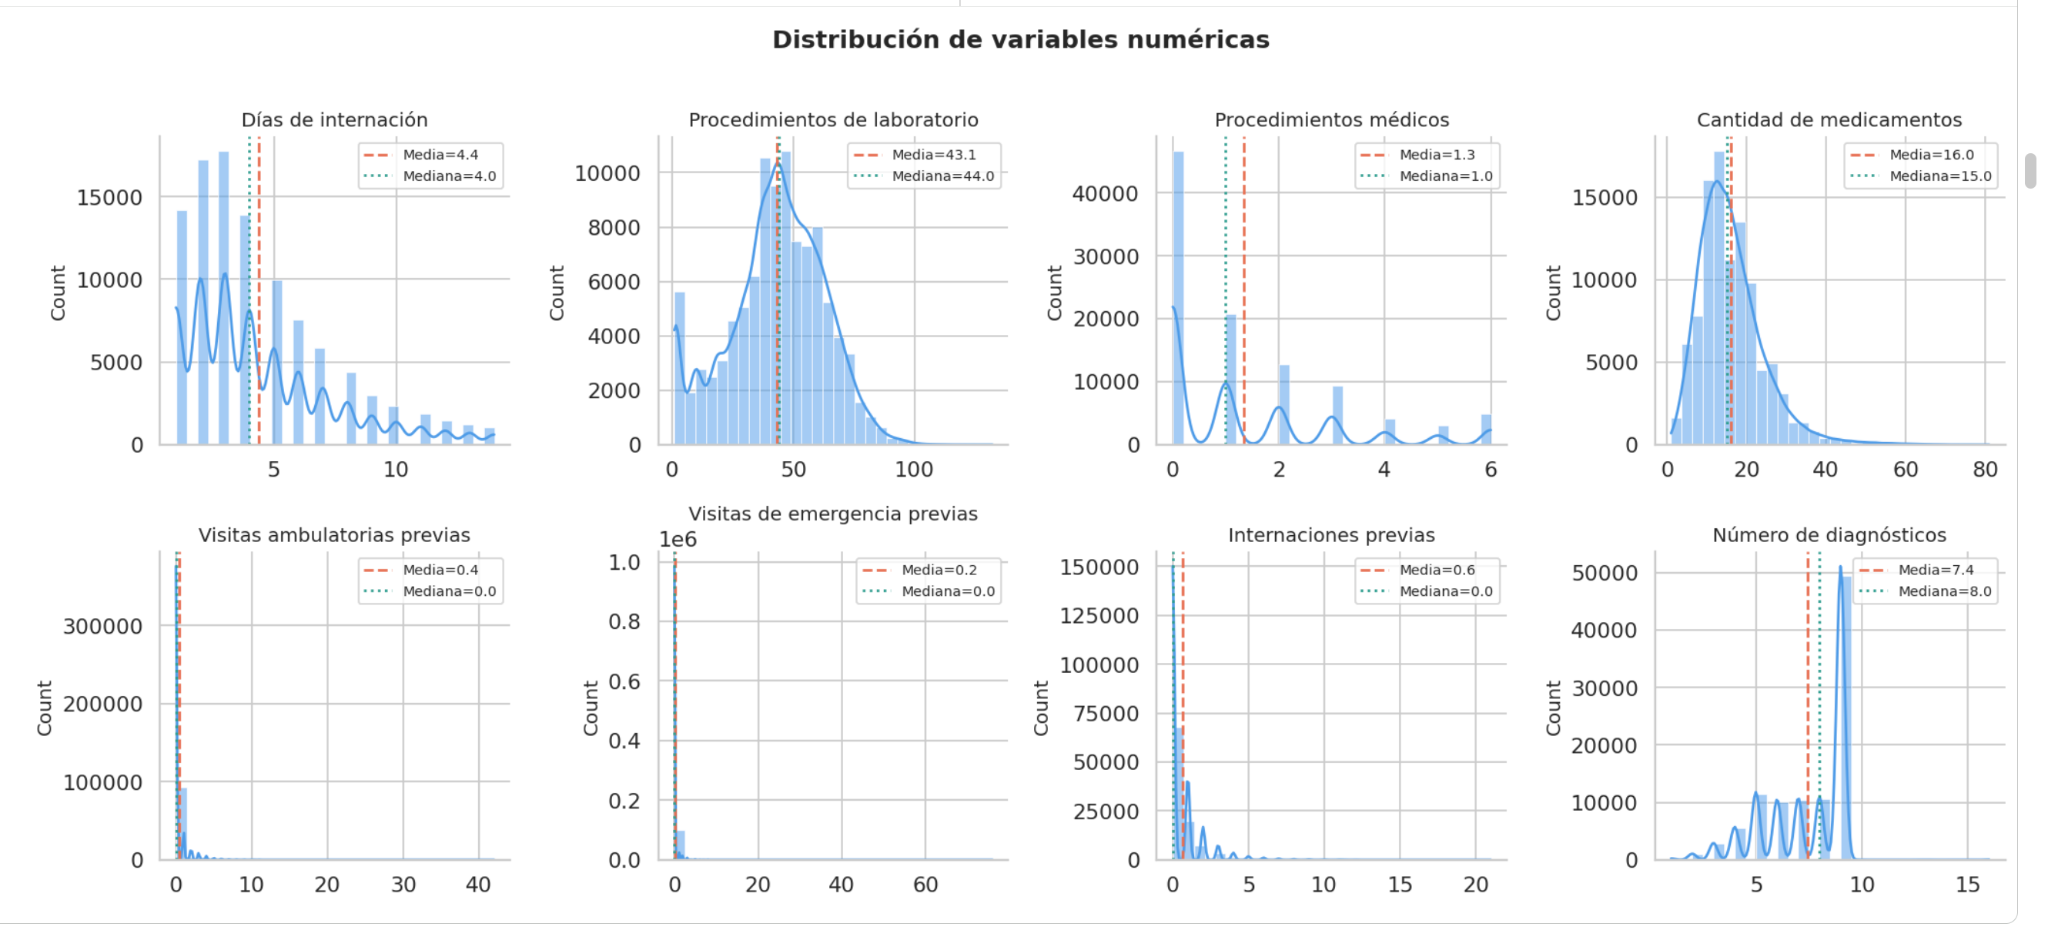 Distribución de variables numéricas
Días de internación
Count
15000
10000
5000
0
5
10
Media=4.4
Mediana=4.0
Procedimientos de laboratorio
Count
10000
8000
6000
4000
2000
0
0
50
100
Media=43.1
Mediana=44.0
Procedimientos médicos
Count
40000
30000
20000
10000
0
0
2
4
6
Media=1.3
Mediana=1.0
Cantidad de medicamentos
Count
15000
10000
5000
0
0
20
40
60
80
Media=16.0
Mediana=15.0
Visitas ambulatorias previas
Count
300000
200000
100000
0
0
10
20
30
40
Media=0.4
Mediana=0.0
Visitas de emergencia previas
1e6
Count
1.0
0.8
0.6
0.4
0.2
0.0
0
20
40
60
Media=0.2
Mediana=0.0
Internaciones previas
Count
150000
125000
100000
75000
50000
25000
0
0
5
10
15
20
Media=0.6
Mediana=0.0
Número de diagnósticos
Count
50000
40000
30000
20000
10000
0
5
10
15
Media=7.4
Mediana=8.0